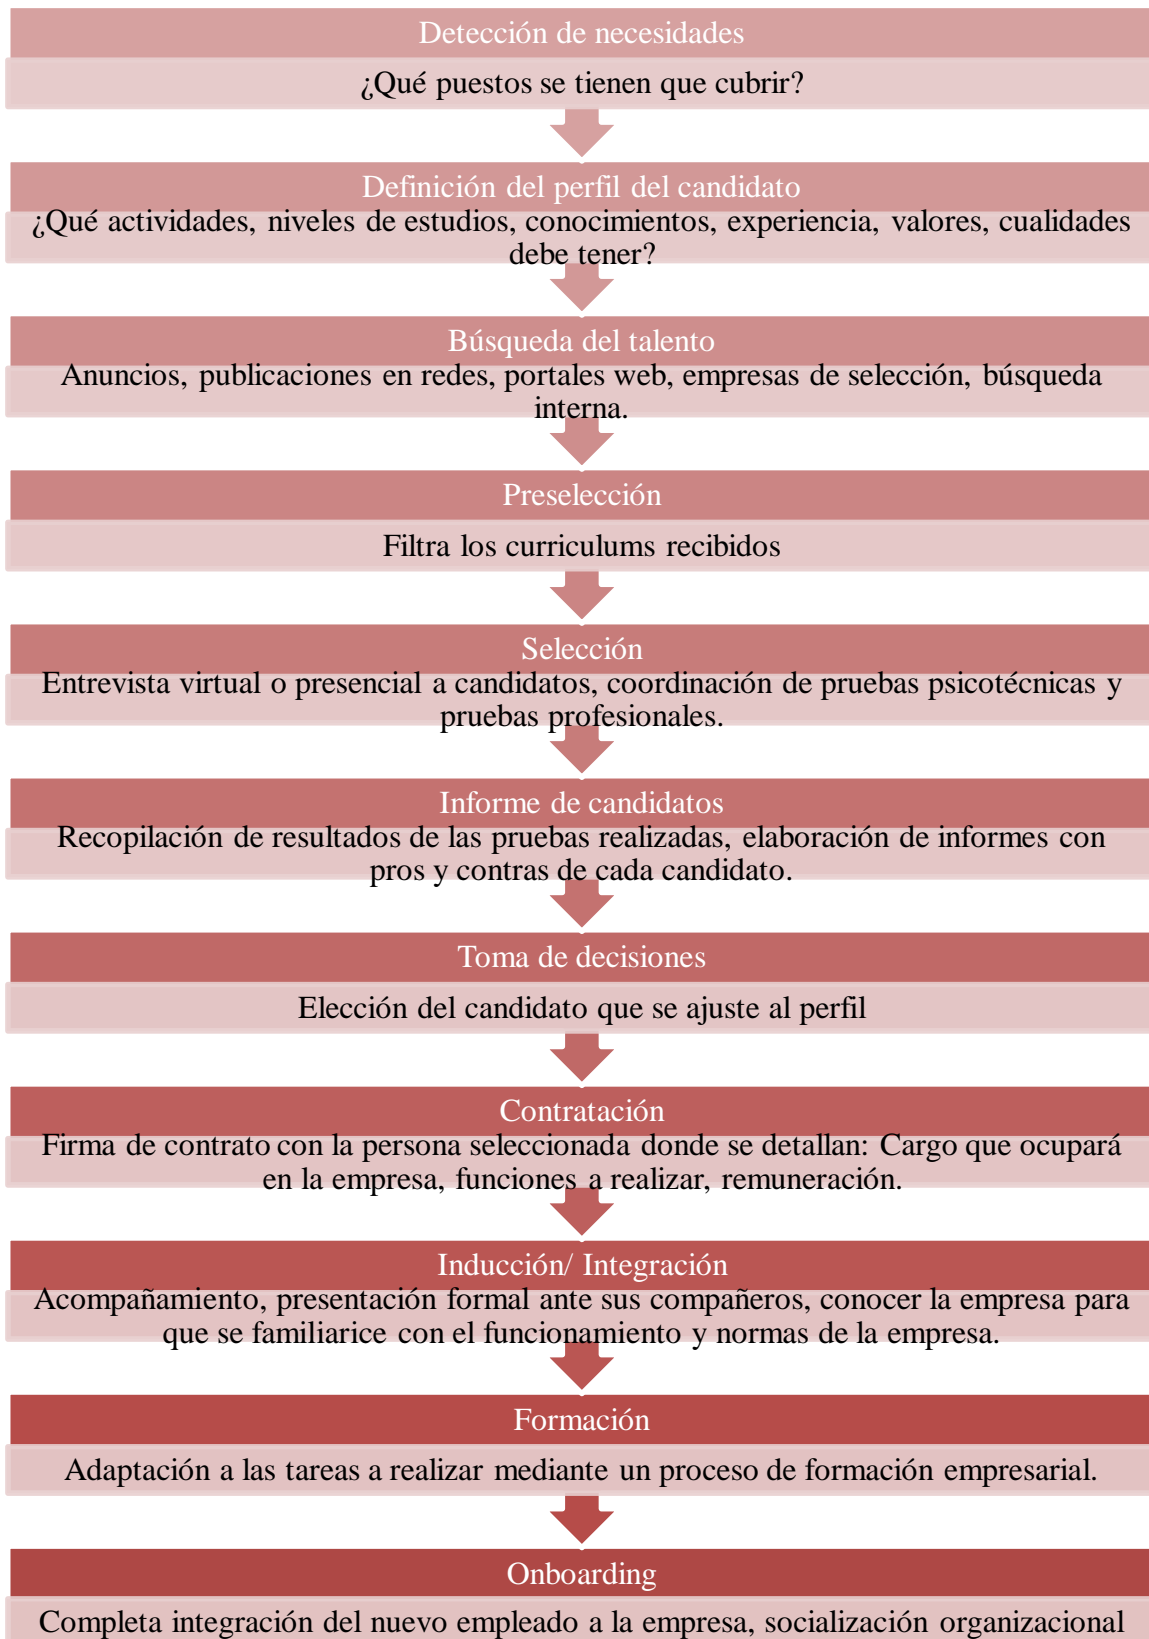 Detección de necesidades
¿Qué puestos se tienen que cubrir?
Definición del perfil del candidato
¿Qué actividades, niveles de estudios, conocimientos, experiencia, valores, cualidades
debe tener?
Búsqueda del talento
Anuncios, publicaciones en redes, portales web, empresas de selección, búsqueda
interna.
Preselección
Filtra los curriculums recibidos
Selección
Entrevista virtual o presencial a candidatos, coordinación de pruebas psicotécnicas y
pruebas profesionales.
Informe de candidatos
Recopilación de resultados de las pruebas realizadas, elaboración de informes con
pros y contras de cada candidato.
Toma de decisiones
Elección del candidato que se ajuste al perfil
Contratación
Firma de contrato con la persona seleccionada donde se detallan: Cargo que ocupará
en la empresa, funciones a realizar, remuneración.
Inducción/ Integración
Acompañamiento, presentación formal ante sus compañeros, conocer la empresa para
que se familiarice con el funcionamiento y normas de la empresa.
Formación
Adaptación a las tareas a realizar mediante un proceso de formación empresarial.
Onboarding
Completa integración del nuevo empleado a la empresa, socialización organizacional